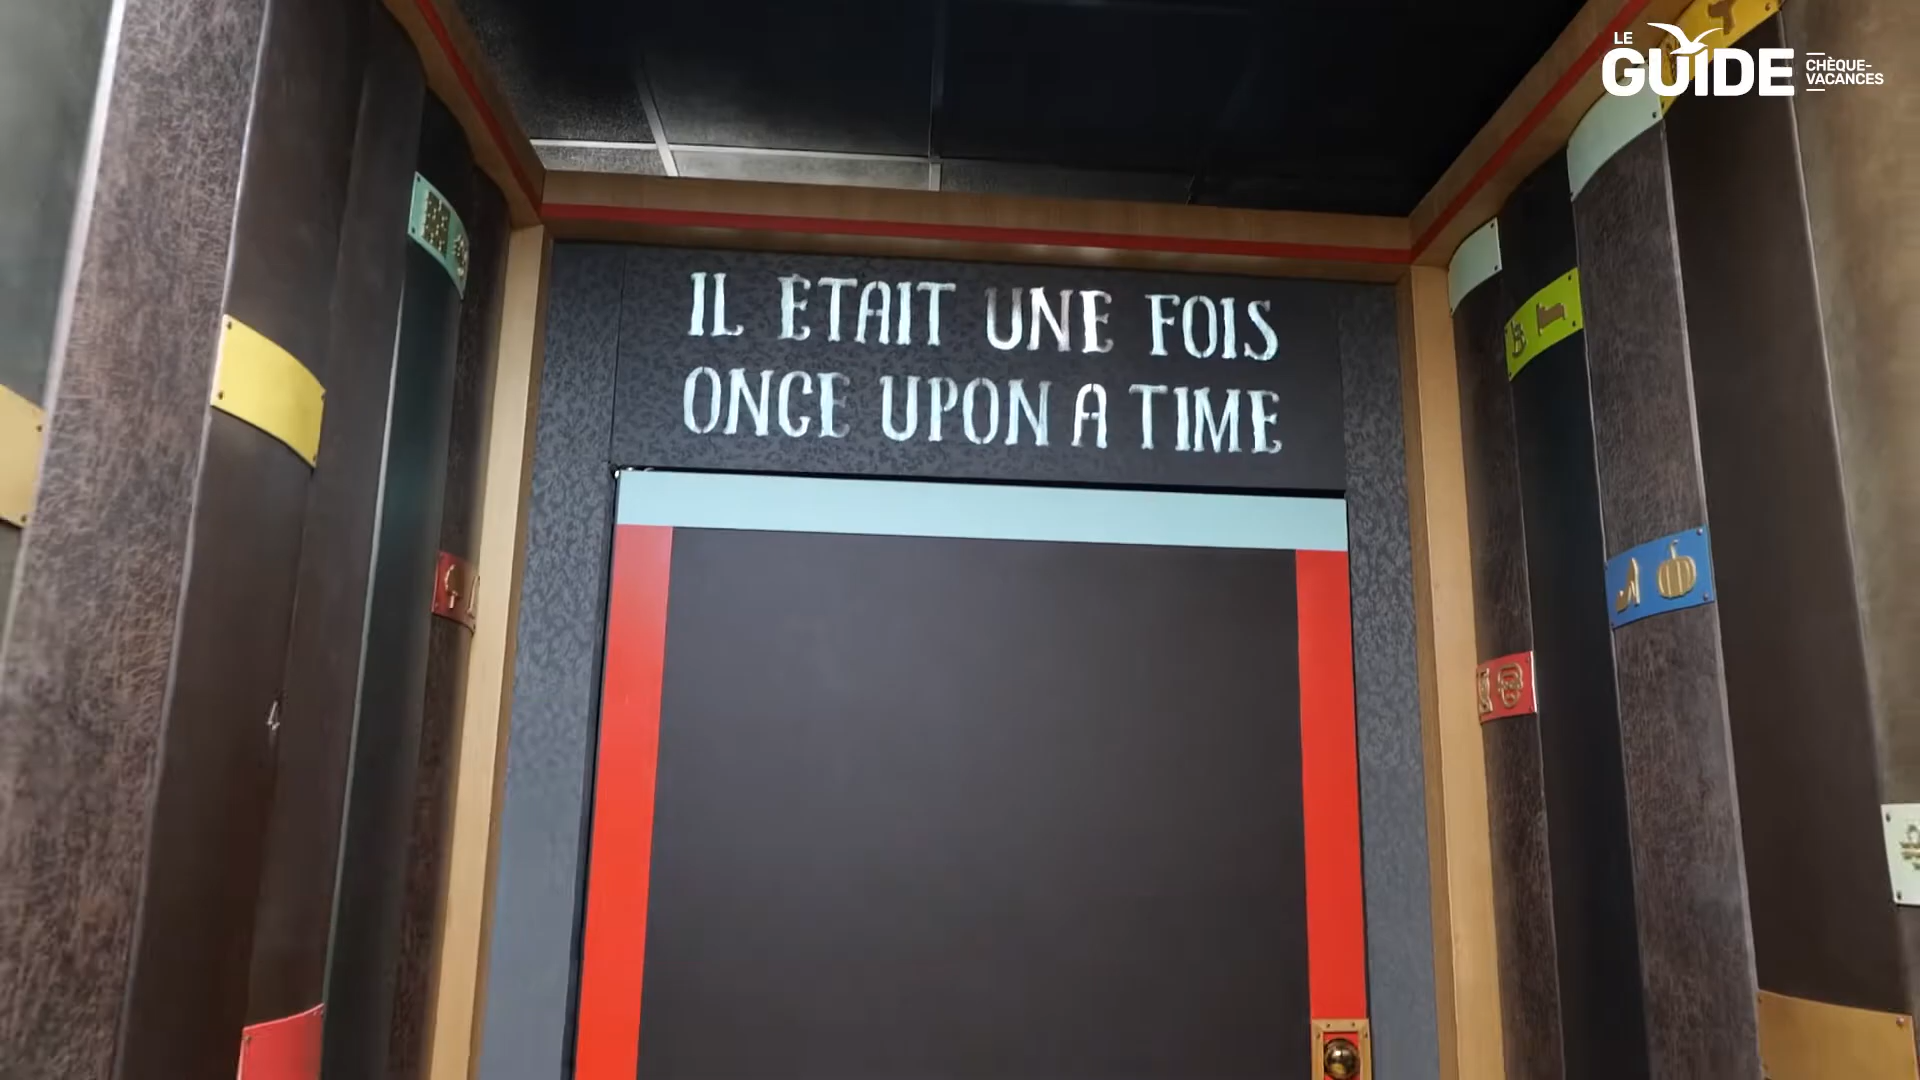 LE
GUIDE
CHÈQUE-
VACANCES
IL ETAIT UNE FOIS
ONCE UPON A TIME